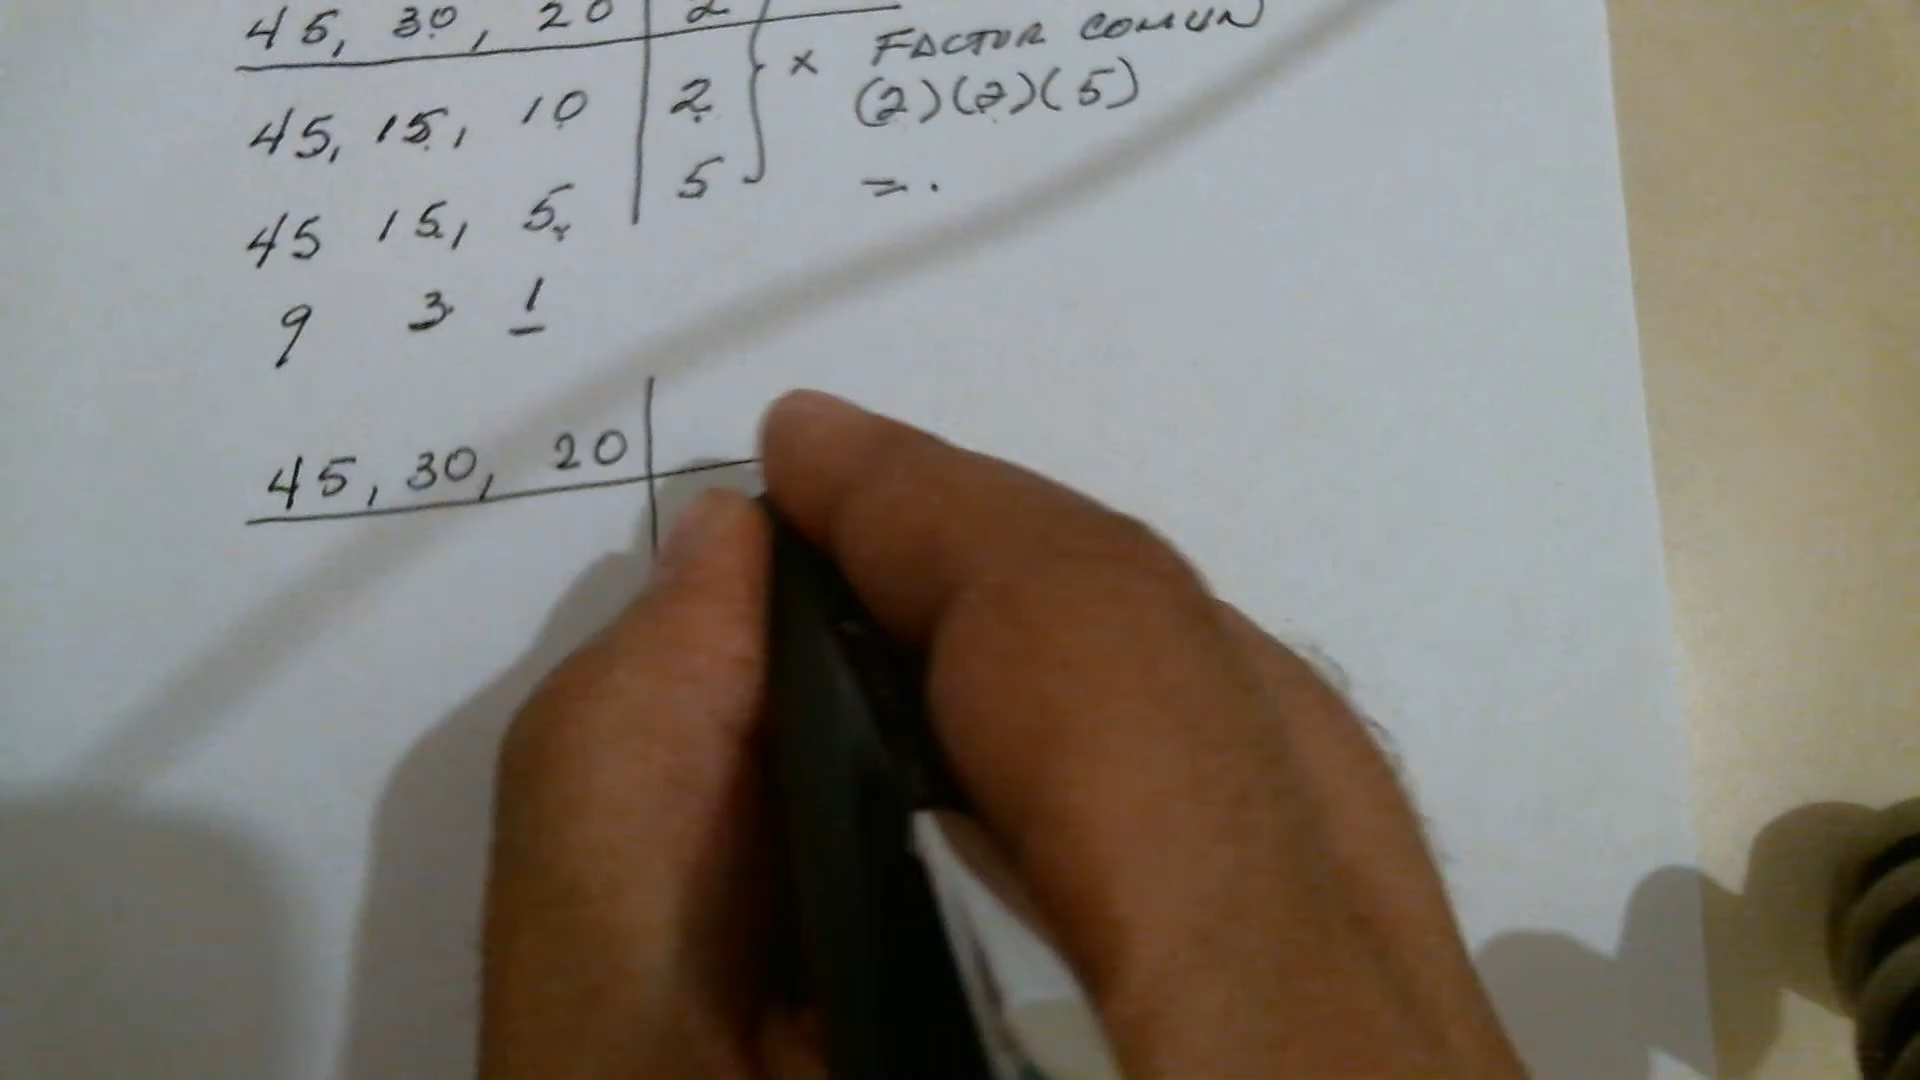 45, 30, 20 2
FACTOR COMUN
45, 15, 10 2 x (2)(2)(5)
45 15, 5 5 = .
9 3 1
45, 30, 20